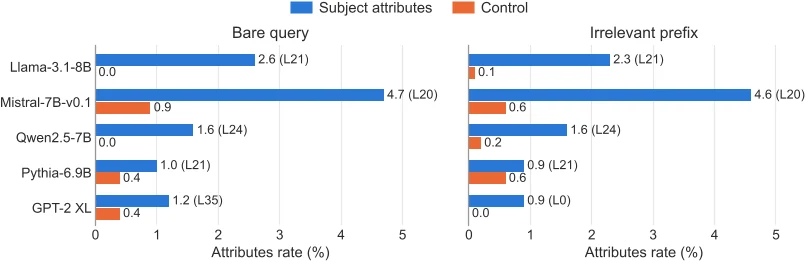 Subject attributes Control
Bare query Irrelevant prefix
Llama-3.1-8B 2.6 (L21) 2.3 (L21)
0.0 0.1
Mistral-7B-v0.1 4.7 (L20) 4.6 (L20)
0.9 0.6
Qwen2.5-7B 1.6 (L24) 1.6 (L24)
0.0 0.2
Pythia-6.9B 1.0 (L21) 0.9 (L21)
0.4 0.6
GPT-2 XL 1.2 (L35) 0.9 (L0)
0.4 0.0
0 1 2 3 4 5 0 1 2 3 4 5
Attributes rate (%) Attributes rate (%)